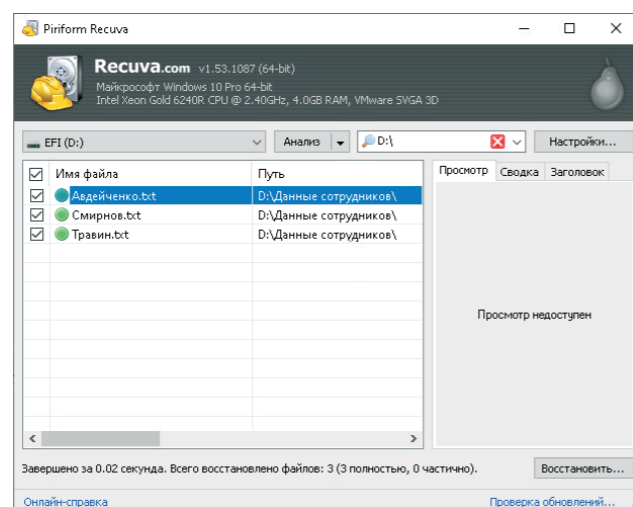 Piriform Recuva
Recuva.com v1.53.1087 (64-bit)
Майкрософт Windows 10 Pro 64-bit
Intel Xeon Gold 6240R CPU @ 2.40GHz, 4.0GB RAM, VMware SVGA 3D
EFI (D:)
Анализ
D:\
Настройки...
Имя файла Путь
Авдейченко.txt D:\Данные сотрудников\
Смирнов.txt D:\Данные сотрудников\
Травин.txt D:\Данные сотрудников\
Просмотр Сводка Заголовок
Просмотр недоступен
Завершено за 0.02 секунда. Всего восстановлено файлов: 3 (3 полностью, 0 частично).
Восстановить...
Онлайн-справка
Проверка обновлений...